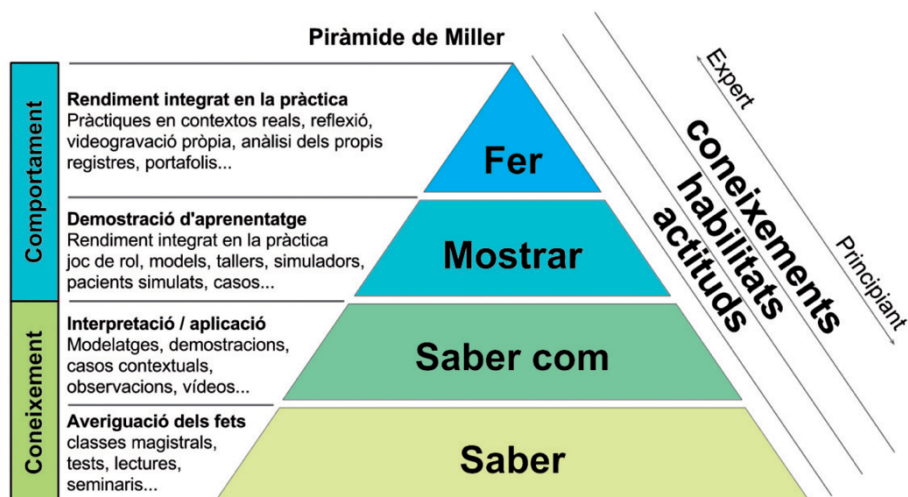 Piràmide de Miller
Comportament
Rendiment integrat en la pràctica
Pràctiques en contextos reals, reflexió,
videogravació pròpia, anàlisi dels propis
registres, portafolis...
Fer
Demostració d'aprenentatge
Rendiment integrat en la pràctica
joc de rol, models, tallers, simuladors,
pacients simulats, casos...
Mostrar
Coneixement
Interpretació / aplicació
Modelatges, demostracions,
casos contextuals,
observacions, vídeos...
Saber com
Averiguació dels fets
classes magistrals,
tests, lectures,
seminaris...
Saber
actituds
habilitats
coneixements
Expert
Principiant